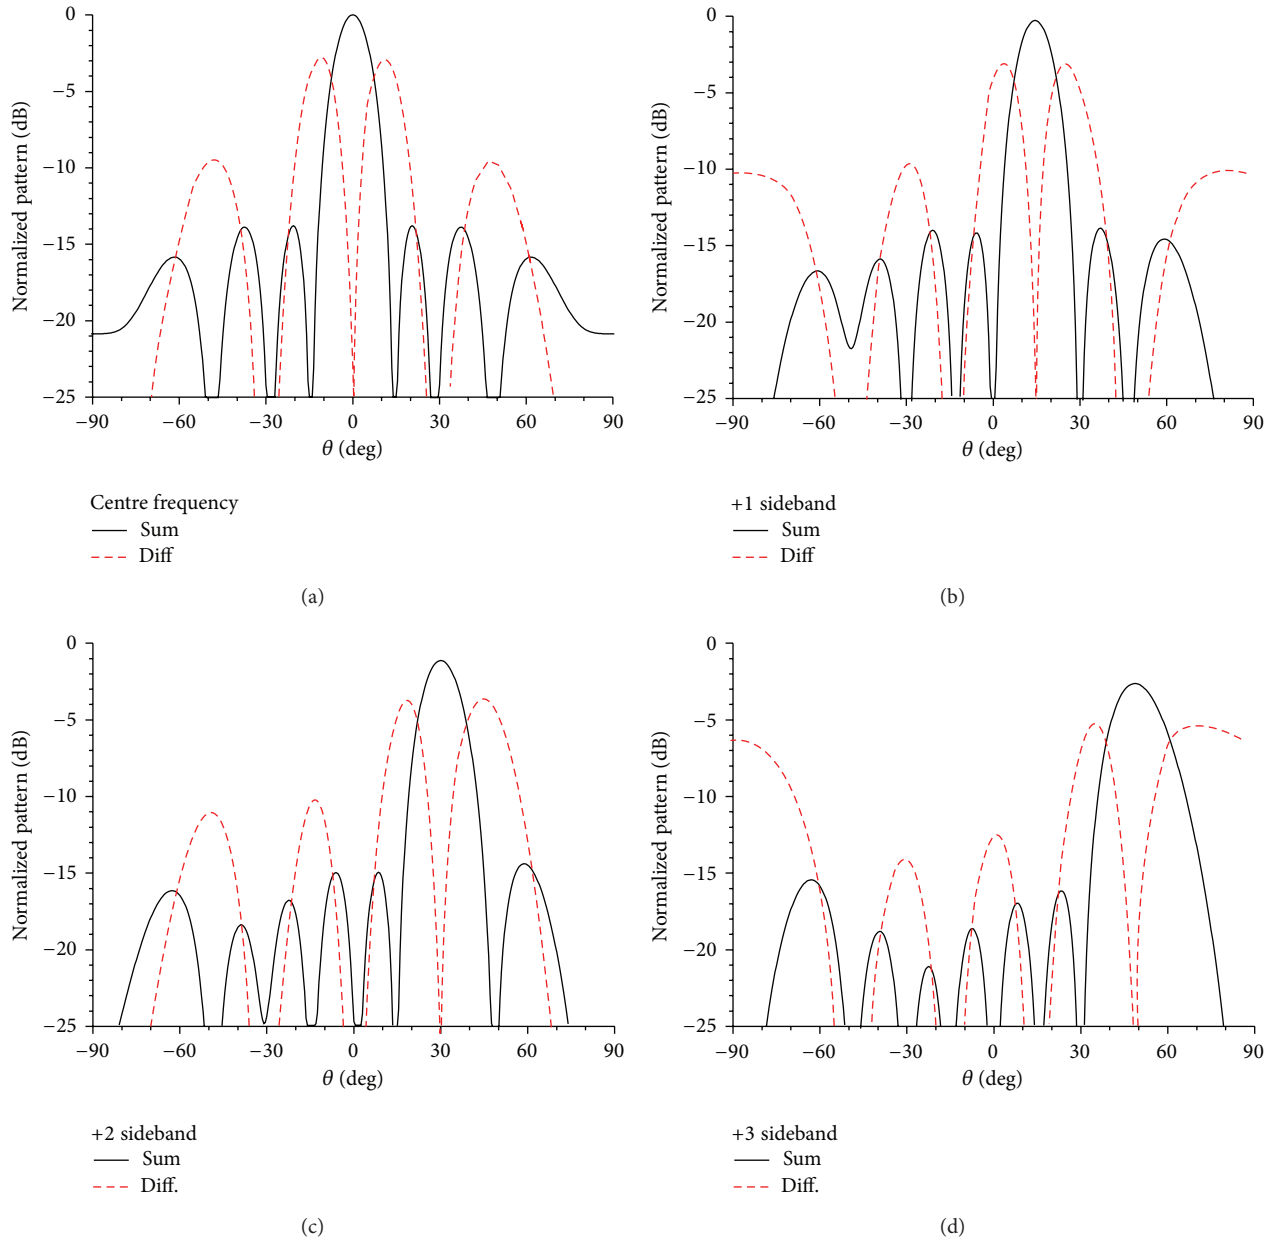 0
−5
−10
−15
−20
−25
Normalized pattern (dB)
−90 −60 −30 0 30 60 90
θ (deg)
Centre frequency
Sum
Diff
(a)
0
−5
−10
−15
−20
−25
Normalized pattern (dB)
−90 −60 −30 0 30 60 90
θ (deg)
+1 sideband
Sum
Diff
(b)
0
−5
−10
−15
−20
−25
Normalized pattern (dB)
−90 −60 −30 0 30 60 90
θ (deg)
+2 sideband
Sum
Diff.
(c)
0
−5
−10
−15
−20
−25
Normalized pattern (dB)
−90 −60 −30 0 30 60 90
θ (deg)
+3 sideband
Sum
Diff.
(d)